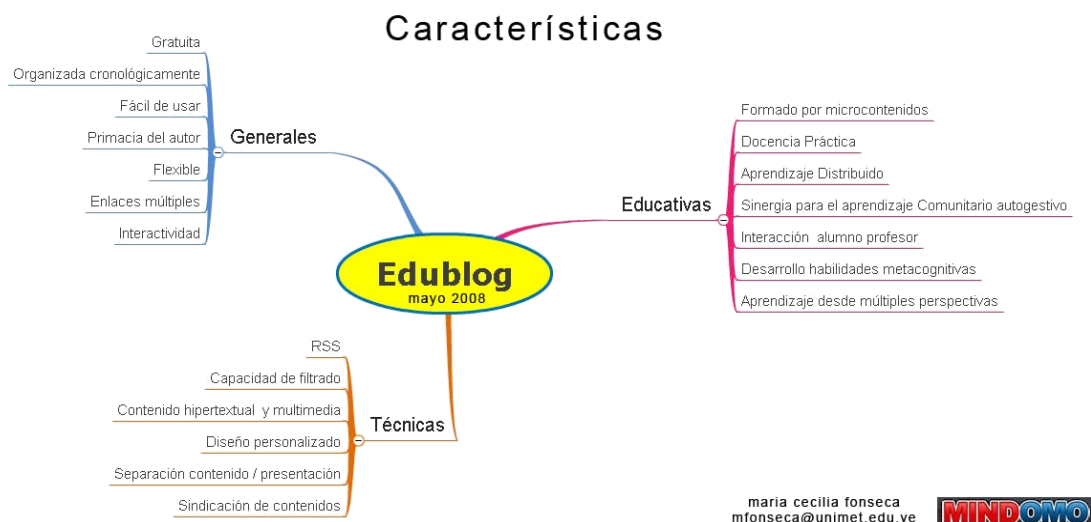 Características
Gratuita
Organizada cronológicamente
Fácil de usar
Primacia del autor
Flexible
Enlaces múltiples
Interactividad
Generales
Educativas
Formado por microcontenidos
Docencia Práctica
Aprendizaje Distribuido
Sinergia para el aprendizaje Comunitario autogestivo
Interacción alumno profesor
Desarrollo habilidades metacognitivas
Aprendizaje desde múltiples perspectivas
Edublog
mayo 2008
RSS
Capacidad de filtrado
Contenido hipertextual y multimedia
Diseño personalizado
Separación contenido / presentación
Sindicación de contenidos
Técnicas
maria cecilia fonseca
mfonseca@unimet.edu.ve
MINDOMO